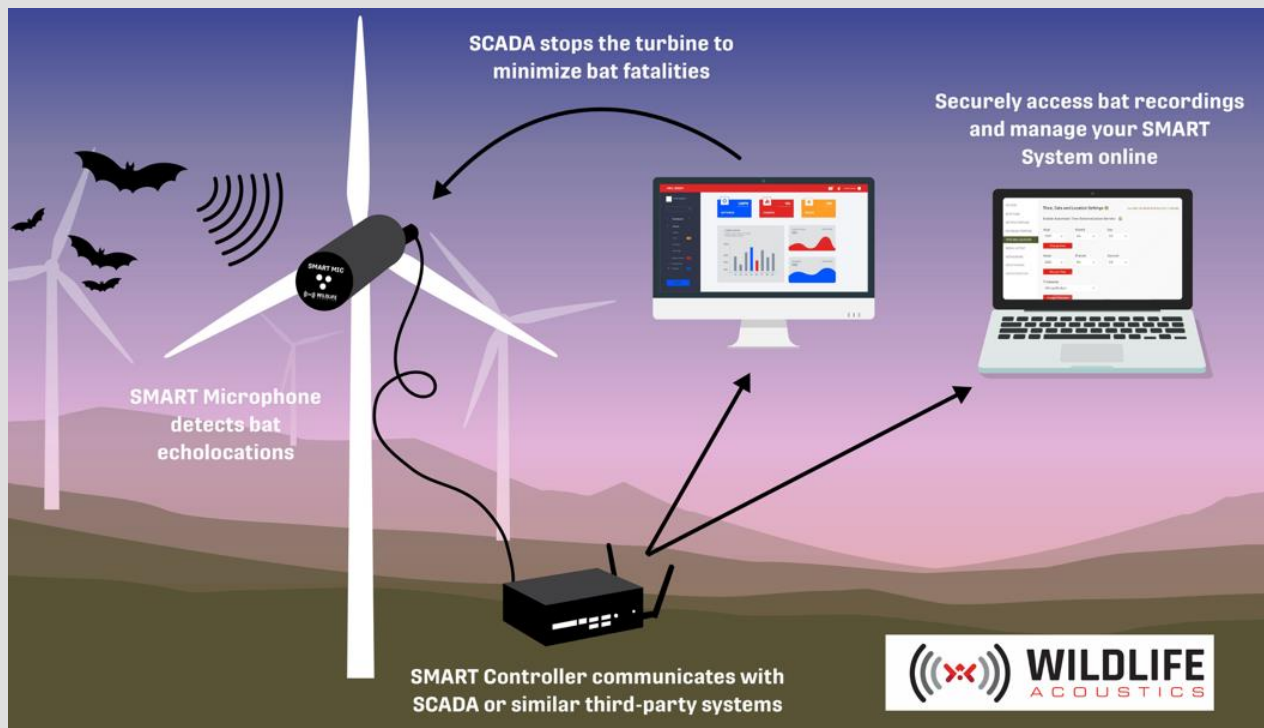 SCADA stops the turbine to
minimize bat fatalities
Securely access bat recordings
and manage your SMART
System online
SMART MIC
WILDLIFE
SMART Microphone
detects bat
echolocations
SMART Controller communicates with
SCADA or similar third-party systems
WILDLIFE
ACOUSTICS